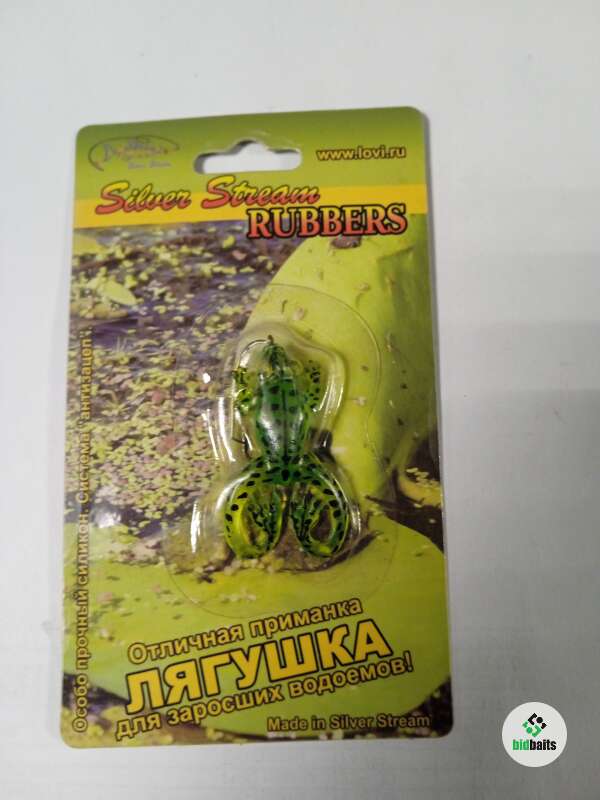 www.lovi.ru
Silver Stream
RUBBERS
Особо прочный силикон. Система "антизацеп".
Отличная приманка
ЛЯГУШКА
для заросших водоемов!
Made in Silver Stream
bidbaits